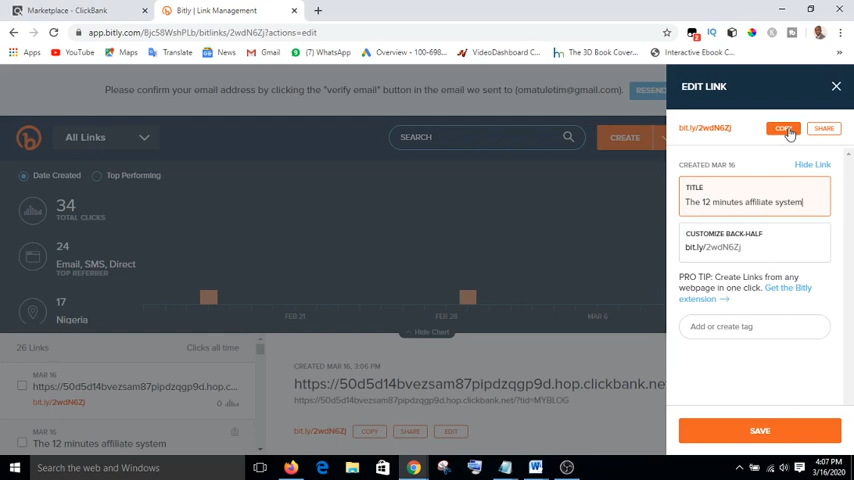 Marketplace - ClickBank
Bitly | Link Management
app.bitly.com/Bjc58WshPLb/bitlinks/2wdN6Zj?actions=edit
Apps
YouTube
Maps
Translate
News
Gmail
(7) WhatsApp
Overview – 100-698...
VideoDashboard C...
The 3D Book Cover...
Interactive Ebook C...
Please confirm your email address by clicking the "verify email" button in the email we sent to (omatuletim@gmail.com).
RESEND
All Links
SEARCH
CREATE
Date Created
Top Performing
34
TOTAL CLICKS
24
Email, SMS, Direct
TOP REFERRER
17
Nigeria
FEB 21
FEB 28
MAR 6
Hide Chart
26 Links
Clicks all time
MAR 16
https://50d5d14bvezsam87pipdzqgp9d.hop.c...
bit.ly/2wdN6Zj
0
MAR 16
The 12 minutes affiliate system
CREATED MAR 16, 3:06 PM
https://50d5d14bvezsam87pipdzqgp9d.hop.clickbank.ne
https://50d5d14bvezsam87pipdzqgp9d.hop.clickbank.net/?tid=MYBLOG
bit.ly/2wdN6Zj
COPY
SHARE
EDIT
EDIT LINK
bit.ly/2wdN6Zj
COPY
SHARE
CREATED MAR 16
Hide Link
TITLE
The 12 minutes affiliate system
CUSTOMIZE BACK-HALF
bit.ly/2wdN6Zj
PRO TIP: Create Links from any
webpage in one click. Get the Bitly
extension →
Add or create tag
SAVE
Search the web and Windows
4:07 PM
3/16/2020